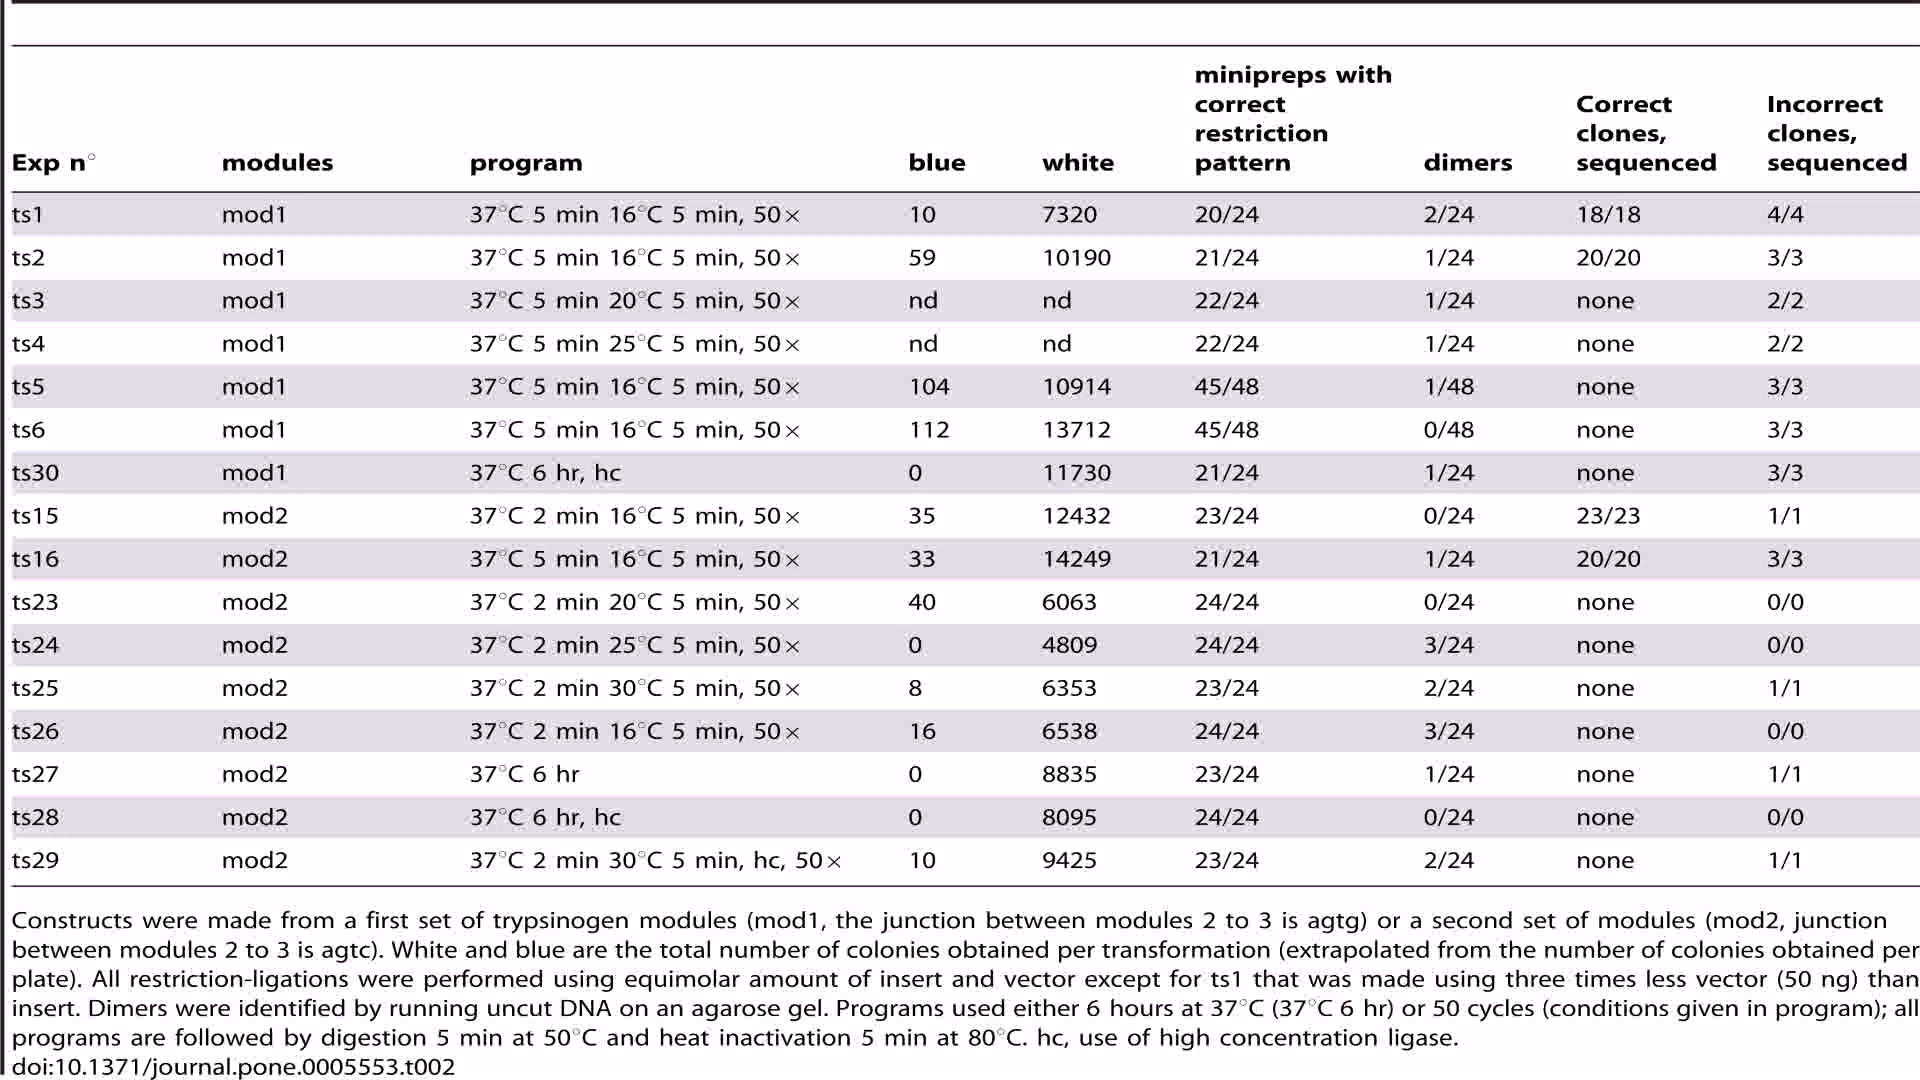 minipreps with
correct Correct Incorrect
restriction clones, clones,
Exp n° modules program blue white pattern dimers sequenced sequenced
ts1 mod1 37°C 5 min 16°C 5 min, 50× 10 7320 20/24 2/24 18/18 4/4
ts2 mod1 37°C 5 min 16°C 5 min, 50× 59 10190 21/24 1/24 20/20 3/3
ts3 mod1 37°C 5 min 20°C 5 min, 50× nd nd 22/24 1/24 none 2/2
ts4 mod1 37°C 5 min 25°C 5 min, 50× nd nd 22/24 1/24 none 2/2
ts5 mod1 37°C 5 min 16°C 5 min, 50× 104 10914 45/48 1/48 none 3/3
ts6 mod1 37°C 5 min 16°C 5 min, 50× 112 13712 45/48 0/48 none 3/3
ts30 mod1 37°C 6 hr, hc 0 11730 21/24 1/24 none 3/3
ts15 mod2 37°C 2 min 16°C 5 min, 50× 35 12432 23/24 0/24 23/23 1/1
ts16 mod2 37°C 5 min 16°C 5 min, 50× 33 14249 21/24 1/24 20/20 3/3
ts23 mod2 37°C 2 min 20°C 5 min, 50× 40 6063 24/24 0/24 none 0/0
ts24 mod2 37°C 2 min 25°C 5 min, 50× 0 4809 24/24 3/24 none 0/0
ts25 mod2 37°C 2 min 30°C 5 min, 50× 8 6353 23/24 2/24 none 1/1
ts26 mod2 37°C 2 min 16°C 5 min, 50× 16 6538 24/24 3/24 none 0/0
ts27 mod2 37°C 6 hr 0 8835 23/24 1/24 none 1/1
ts28 mod2 37°C 6 hr, hc 0 8095 24/24 0/24 none 0/0
ts29 mod2 37°C 2 min 30°C 5 min, hc, 50× 10 9425 23/24 2/24 none 1/1
Constructs were made from a first set of trypsinogen modules (mod1, the junction between modules 2 to 3 is agtg) or a second set of modules (mod2, junction
between modules 2 to 3 is agtc). White and blue are the total number of colonies obtained per transformation (extrapolated from the number of colonies obtained per
plate). All restriction-ligations were performed using equimolar amount of insert and vector except for ts1 that was made using three times less vector (50 ng) than
insert. Dimers were identified by running uncut DNA on an agarose gel. Programs used either 6 hours at 37°C (37°C 6 hr) or 50 cycles (conditions given in program); all
programs are followed by digestion 5 min at 50°C and heat inactivation 5 min at 80°C. hc, use of high concentration ligase.
doi:10.1371/journal.pone.0005553.t002